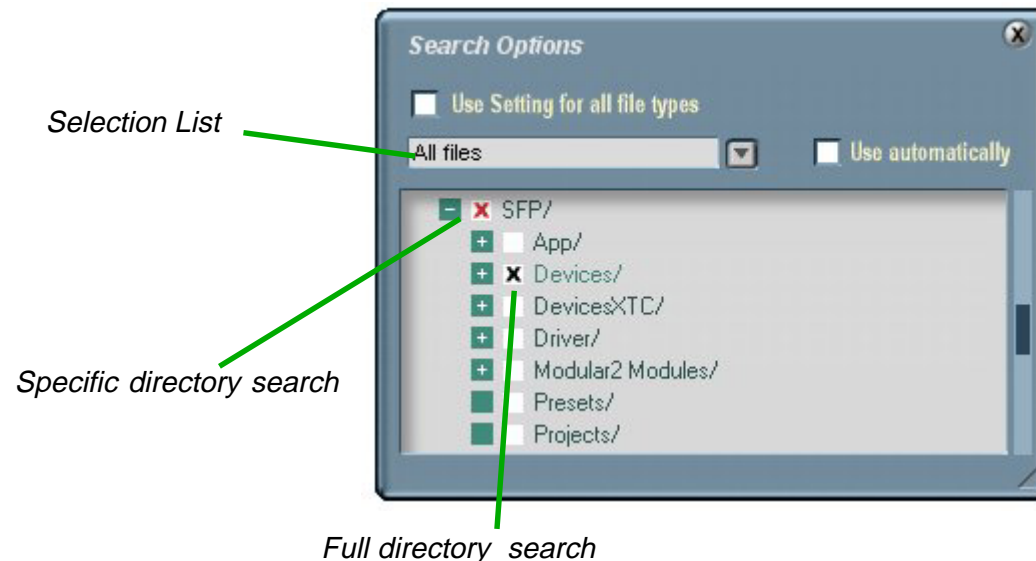 Search Options
Use Setting for all file types
Selection List
All files
Use automatically
SFP/
App/
Devices/
DevicesXTC/
Driver/
Modular2 Modules/
Presets/
Projects/
Specific directory search
Full directory search